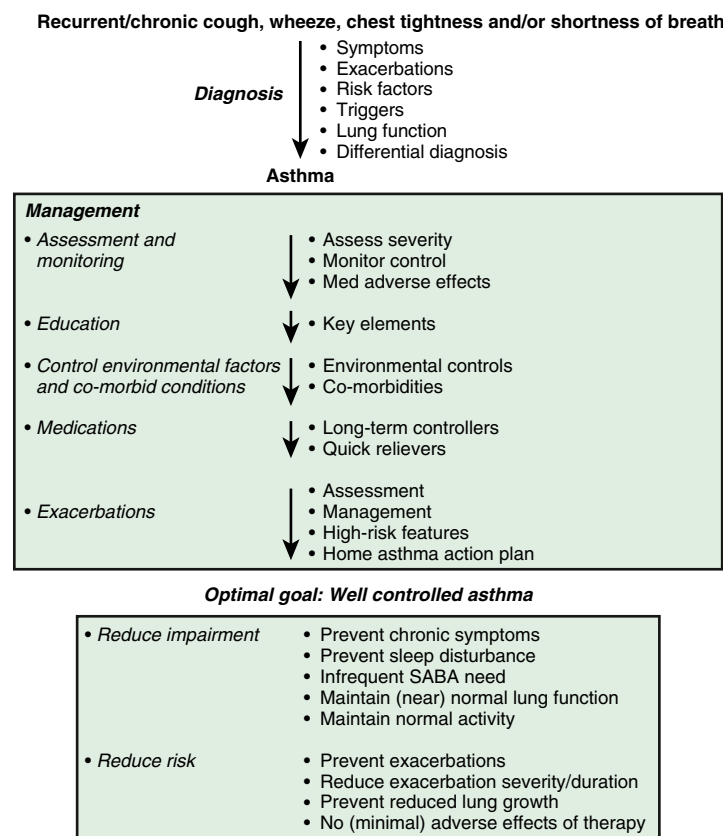 Recurrent/chronic cough, wheeze, chest tightness and/or shortness of breath
Diagnosis
• Symptoms
• Exacerbations
• Risk factors
• Triggers
• Lung function
• Differential diagnosis
Asthma
Management
• Assessment and
monitoring
• Assess severity
• Monitor control
• Med adverse effects
• Education
• Key elements
• Control environmental factors
and co-morbid conditions
• Environmental controls
• Co-morbidities
• Medications
• Long-term controllers
• Quick relievers
• Exacerbations
• Assessment
• Management
• High-risk features
• Home asthma action plan
Optimal goal: Well controlled asthma
• Reduce impairment
• Prevent chronic symptoms
• Prevent sleep disturbance
• Infrequent SABA need
• Maintain (near) normal lung function
• Maintain normal activity
• Reduce risk
• Prevent exacerbations
• Reduce exacerbation severity/duration
• Prevent reduced lung growth
• No (minimal) adverse effects of therapy